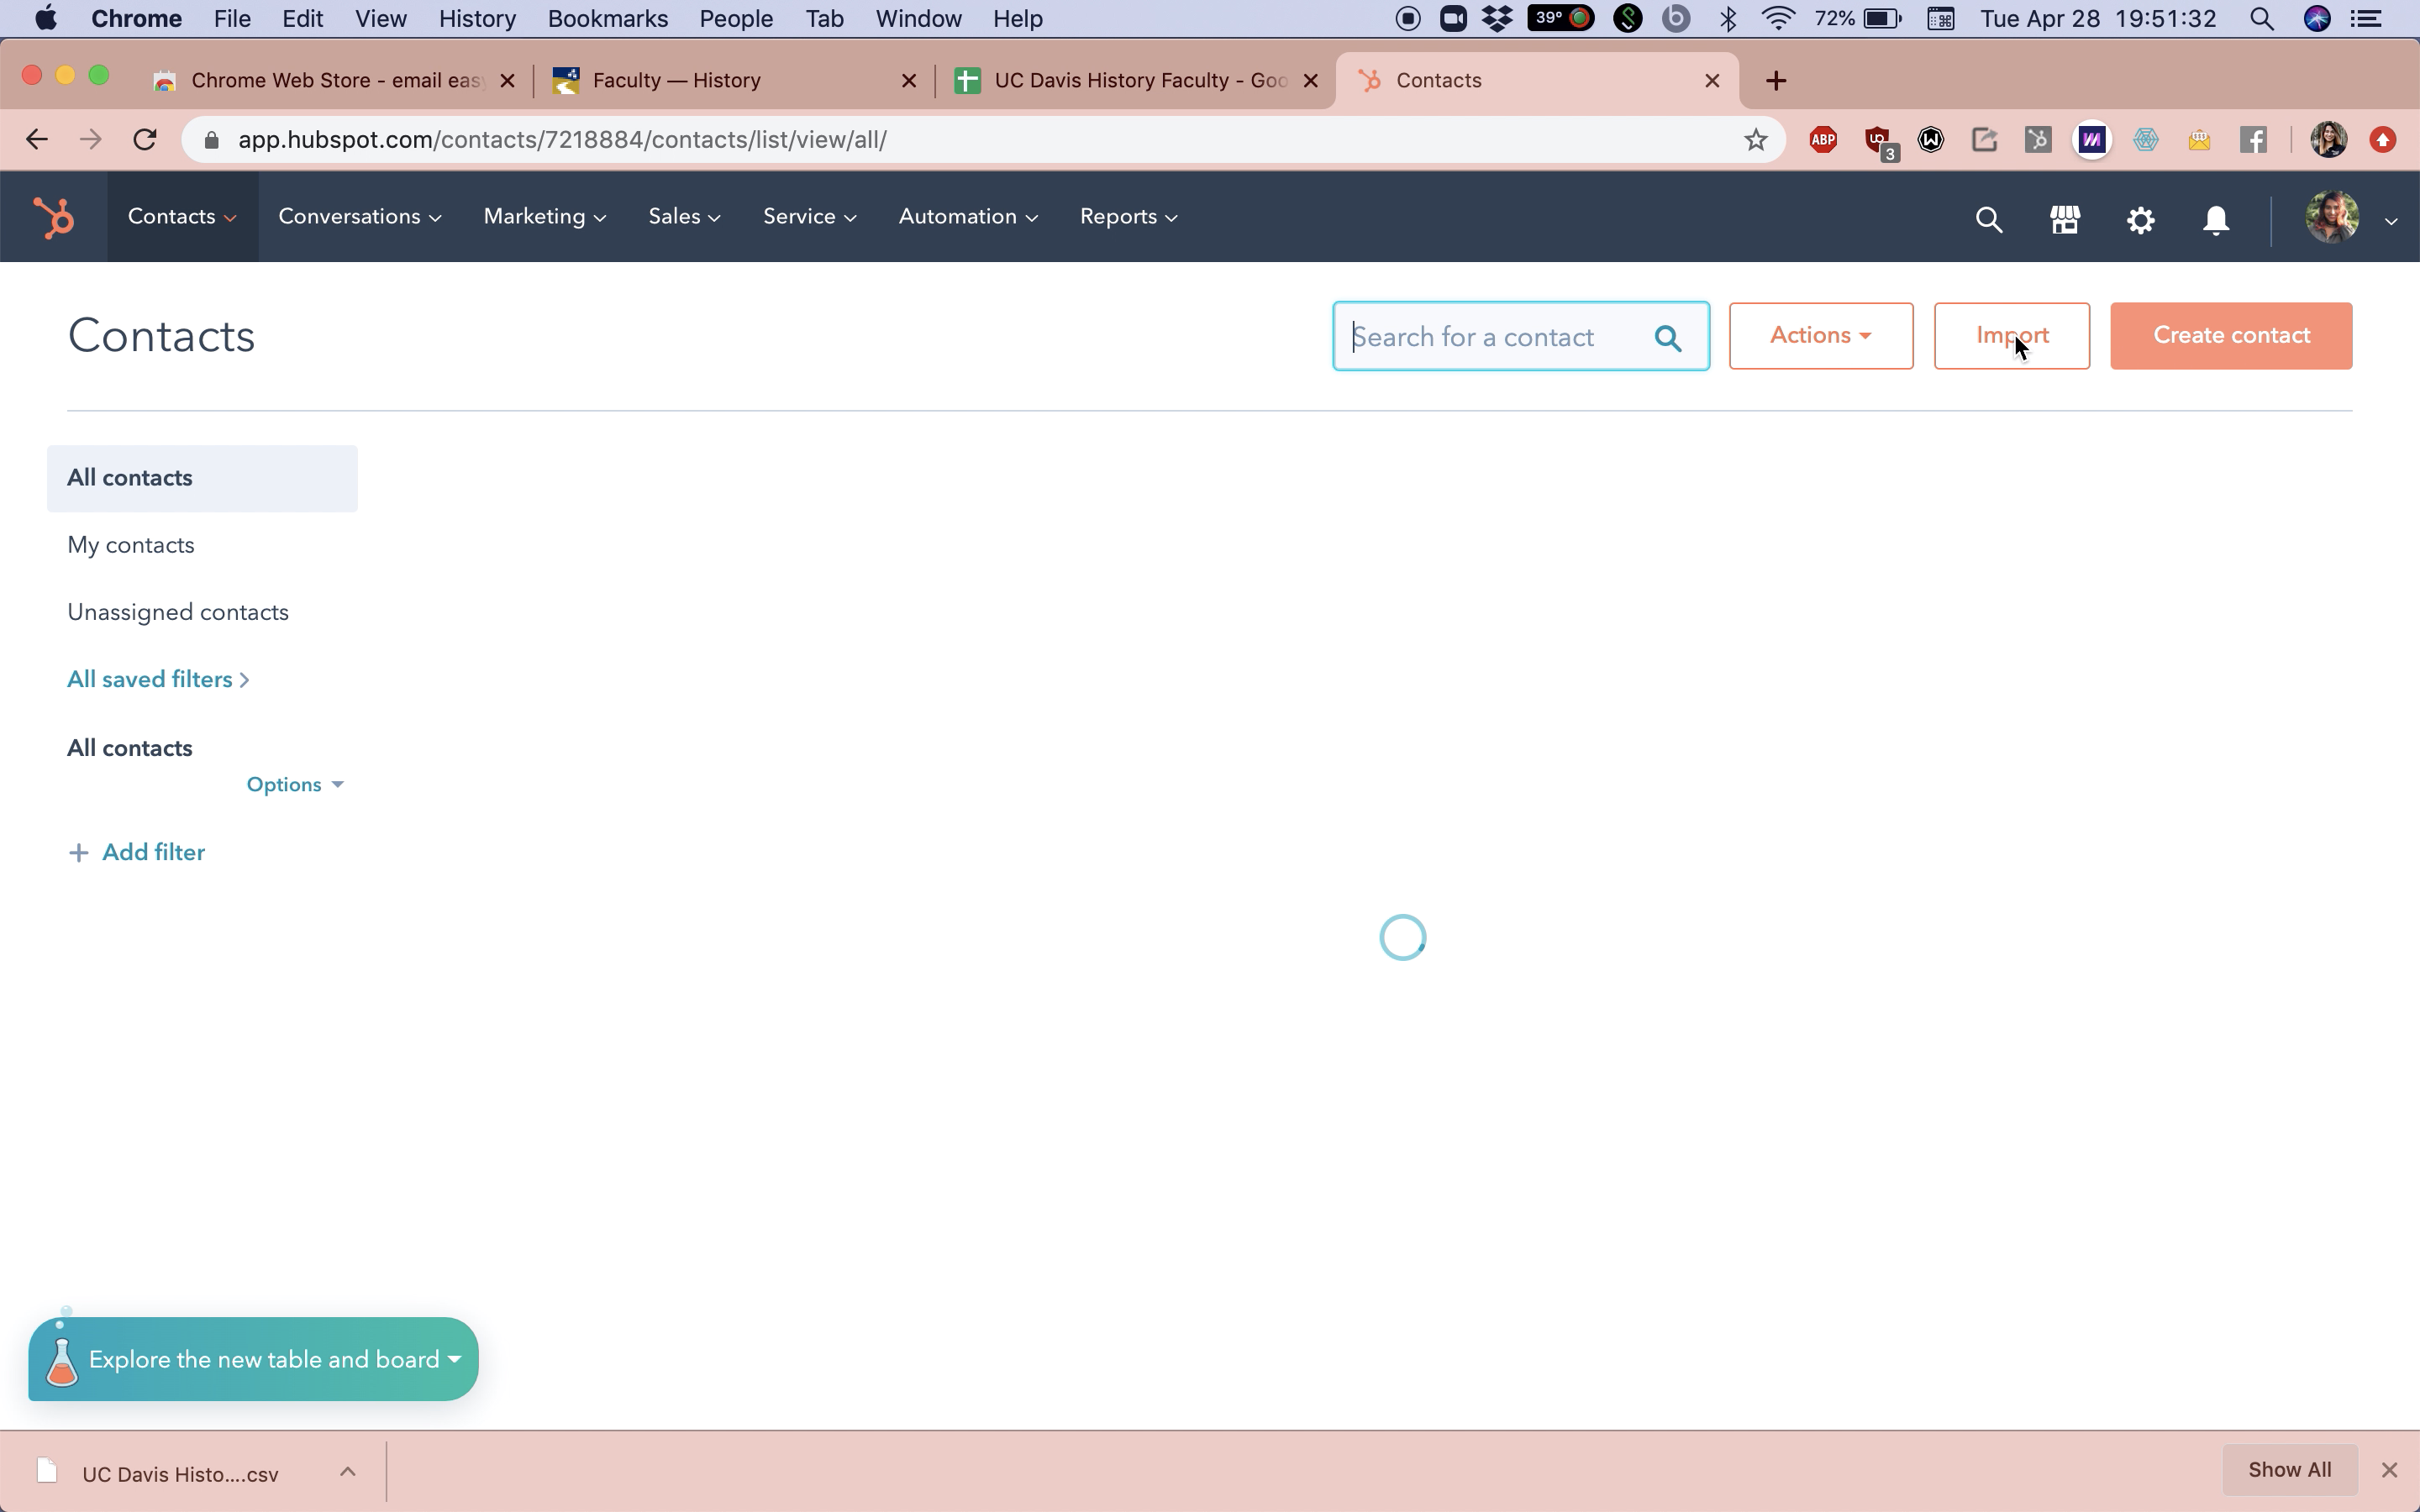 Chrome File Edit View History Bookmarks People Tab Window Help 39° 72% Tue Apr 28 19:51:32
Chrome Web Store - email eas Faculty — History UC Davis History Faculty - Goo Contacts
app.hubspot.com/contacts/7218884/contacts/list/view/all/ ABP 3
Contacts Conversations Marketing Sales Service Automation Reports
Contacts Search for a contact Actions Import Create contact
All contacts
My contacts
Unassigned contacts
All saved filters
All contacts
Options
+ Add filter
Explore the new table and board
UC Davis Histo....csv Show All